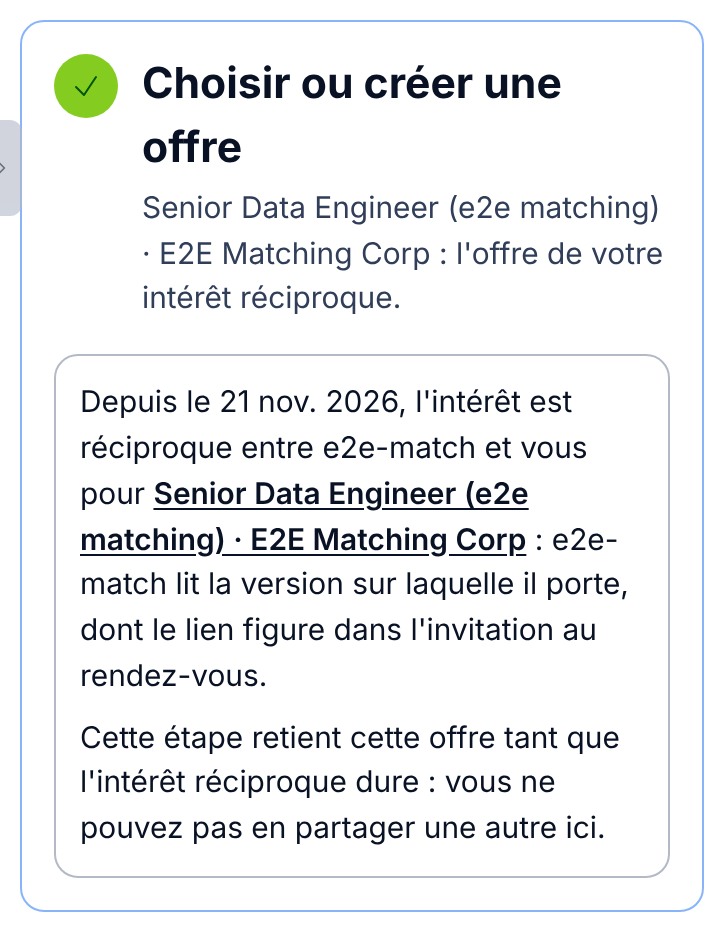 Choisir ou créer une
offre
Senior Data Engineer (e2e matching)
· E2E Matching Corp : l'offre de votre
intérêt réciproque.
Depuis le 21 nov. 2026, l'intérêt est
réciproque entre e2e-match et vous
pour Senior Data Engineer (e2e
matching) · E2E Matching Corp : e2e-
match lit la version sur laquelle il porte,
dont le lien figure dans l'invitation au
rendez-vous.
Cette étape retient cette offre tant que
l'intérêt réciproque dure : vous ne
pouvez pas en partager une autre ici.